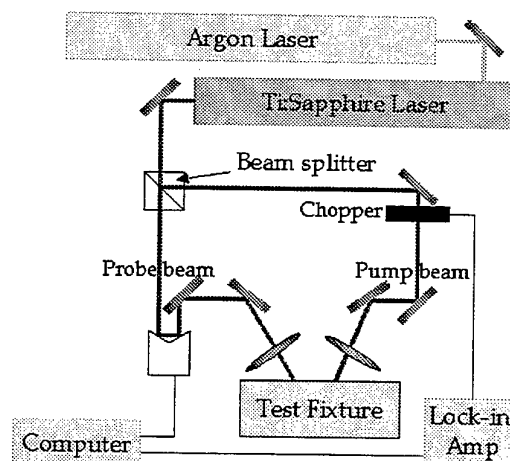 Argon Laser
Ti:Sapphire Laser
Beam splitter
Chopper
Probe beam
Pump beam
Test Fixture
Computer
Lock-in
Amp